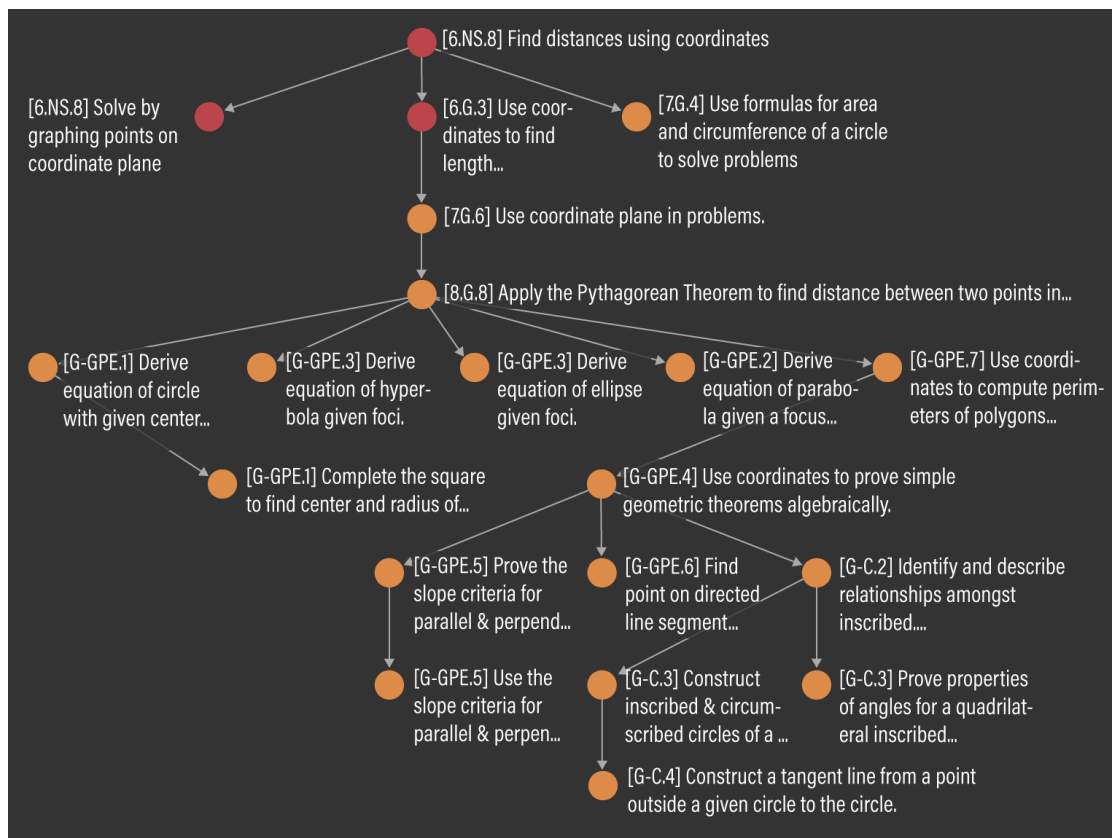 [6.NS.8] Find distances using coordinates
[6.NS.8] Solve by
graphing points on
coordinate plane
[6.G.3] Use coor-
dinates to find
length...
[7.G.4] Use formulas for area
and circumference of a circle
to solve problems
[7.G.6] Use coordinate plane in problems.
[8.G.8] Apply the Pythagorean Theorem to find distance between two points in...
[G-GPE.1] Derive
equation of circle
with given center...
[G-GPE.3] Derive
equation of hyper-
bola given foci.
[G-GPE.3] Derive
equation of ellipse
given foci.
[G-GPE.2] Derive
equation of parabo-
la given a focus...
[G-GPE.7] Use coordi-
nates to compute perim-
eters of polygons...
[G-GPE.1] Complete the square
to find center and radius of...
[G-GPE.4] Use coordinates to prove simple
geometric theorems algebraically.
[G-GPE.5] Prove the
slope criteria for
parallel & perpend...
[G-GPE.6] Find
point on directed
line segment...
[G-C.2] Identify and describe
relationships amongst
inscribed....
[G-GPE.5] Use the
slope criteria for
parallel & perpen...
[G-C.3] Construct
inscribed & circum-
scribed circles of a ...
[G-C.3] Prove properties
of angles for a quadrilat-
eral inscribed...
[G-C.4] Construct a tangent line from a point
outside a given circle to the circle.